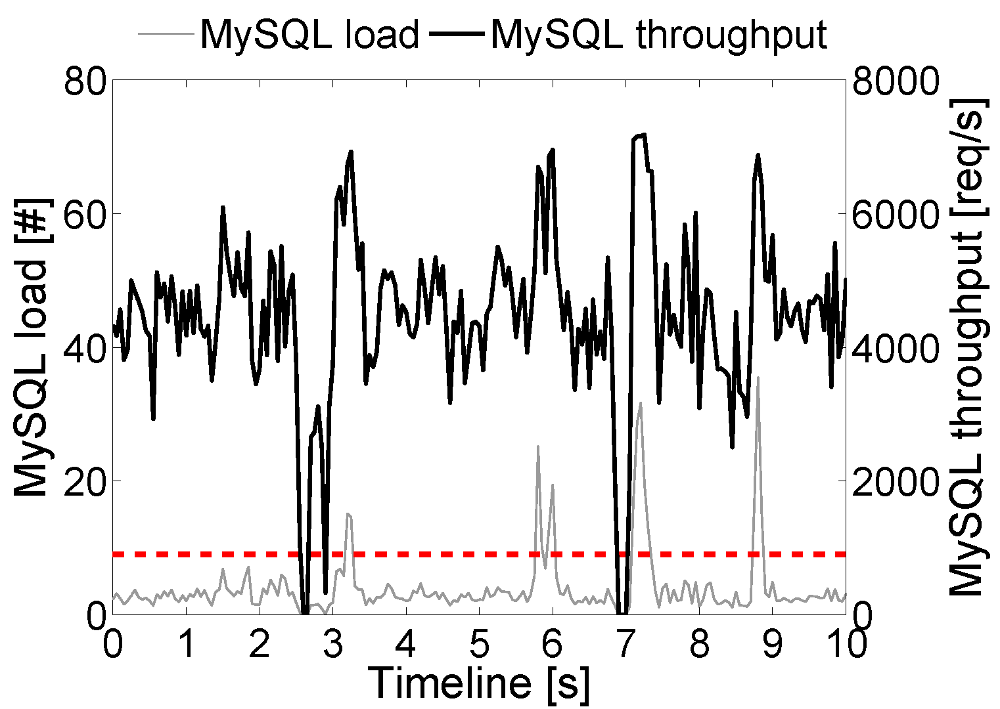 MySQL load MySQL throughput
80
60
40
20
0
MySQL load [#]
8000
6000
4000
2000
0
MySQL throughput [req/s]
0 1 2 3 4 5 6 7 8 9 10
Timeline [s]